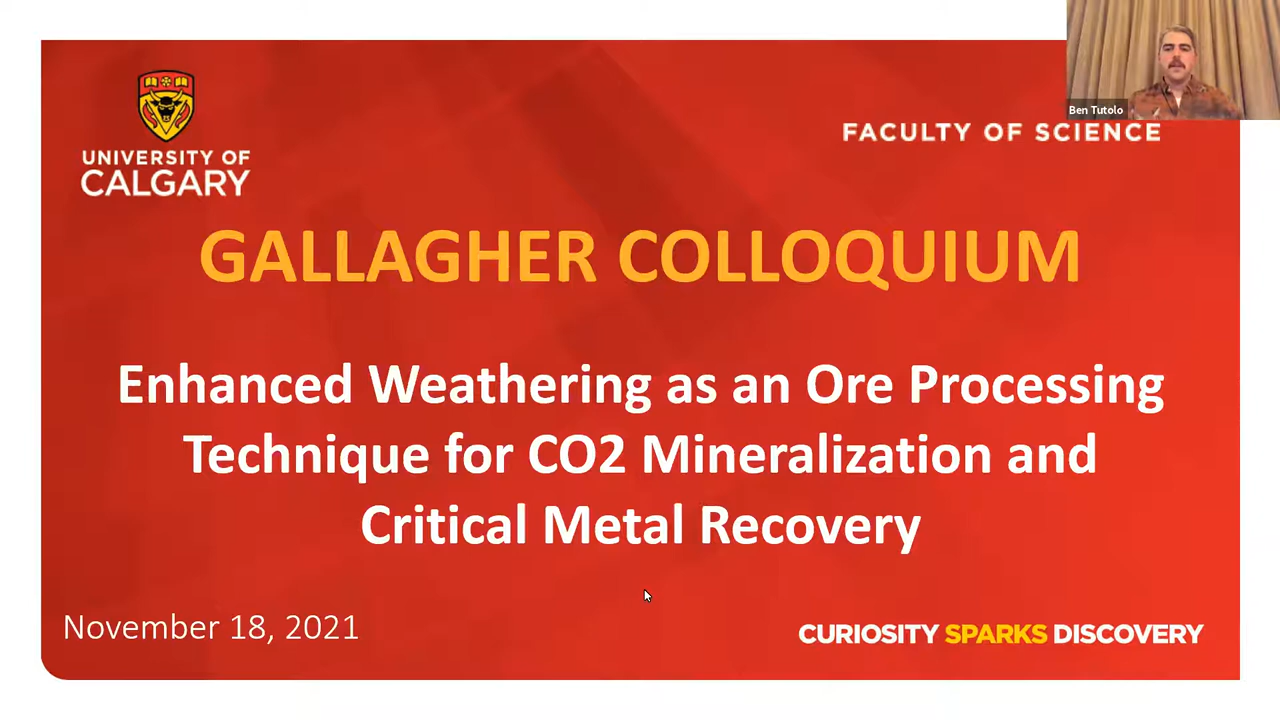 Ben Tutolo
UNIVERSITY OF
CALGARY
FACULTY OF SCIENCE
GALLAGHER COLLOQUIUM
Enhanced Weathering as an Ore Processing
Technique for CO2 Mineralization and
Critical Metal Recovery
November 18, 2021
CURIOSITY SPARKS DISCOVERY